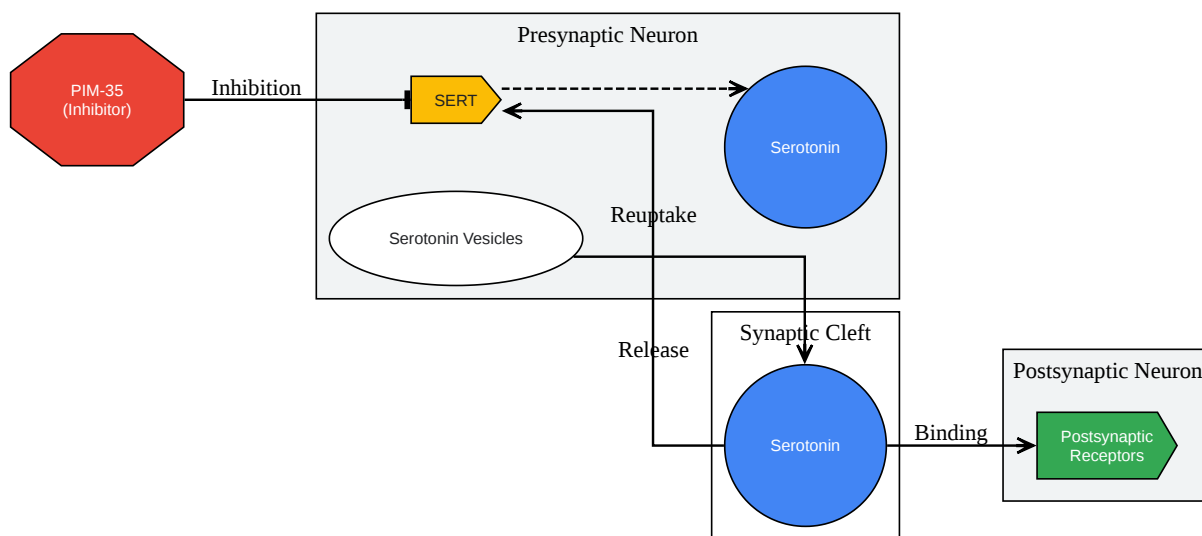 Presynaptic Neuron
PIM-35
(Inhibitor)
Inhibition
SERT
Serotonin
Reuptake
Serotonin Vesicles
Synaptic Cleft
Release
Postsynaptic Neuron
Serotonin
Binding
Postsynaptic
Receptors